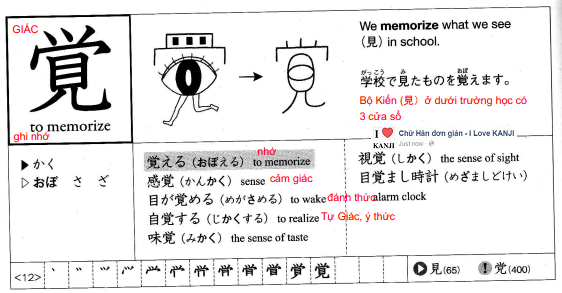 GIÁC
覚
to memorize
ghi nhớ
We memorize what we see
(見) in school.
がっこう み おぼ
学校で見たものを覚えます。
Bộ Kiến (見) ở dưới trường học có
3 cửa sổ
I ❤ KANJI
Chữ Hán đơn giản - I Love KANJI
Just now
▶かく
▷おぼ さ ざ
nhớ
覚える (おぼえる) to memorize
感覚 (かんかく) sense cảm giác
目が覚める (めがさめる) to wake đánh thức
自覚する (じかくする) to realize Tự Giác, ý thức
味覚 (みかく) the sense of taste
視覚 (しかく) the sense of sight
目覚まし時計 (めざましどけい)
alarm clock
<12>
覚
見(65) 党(400)